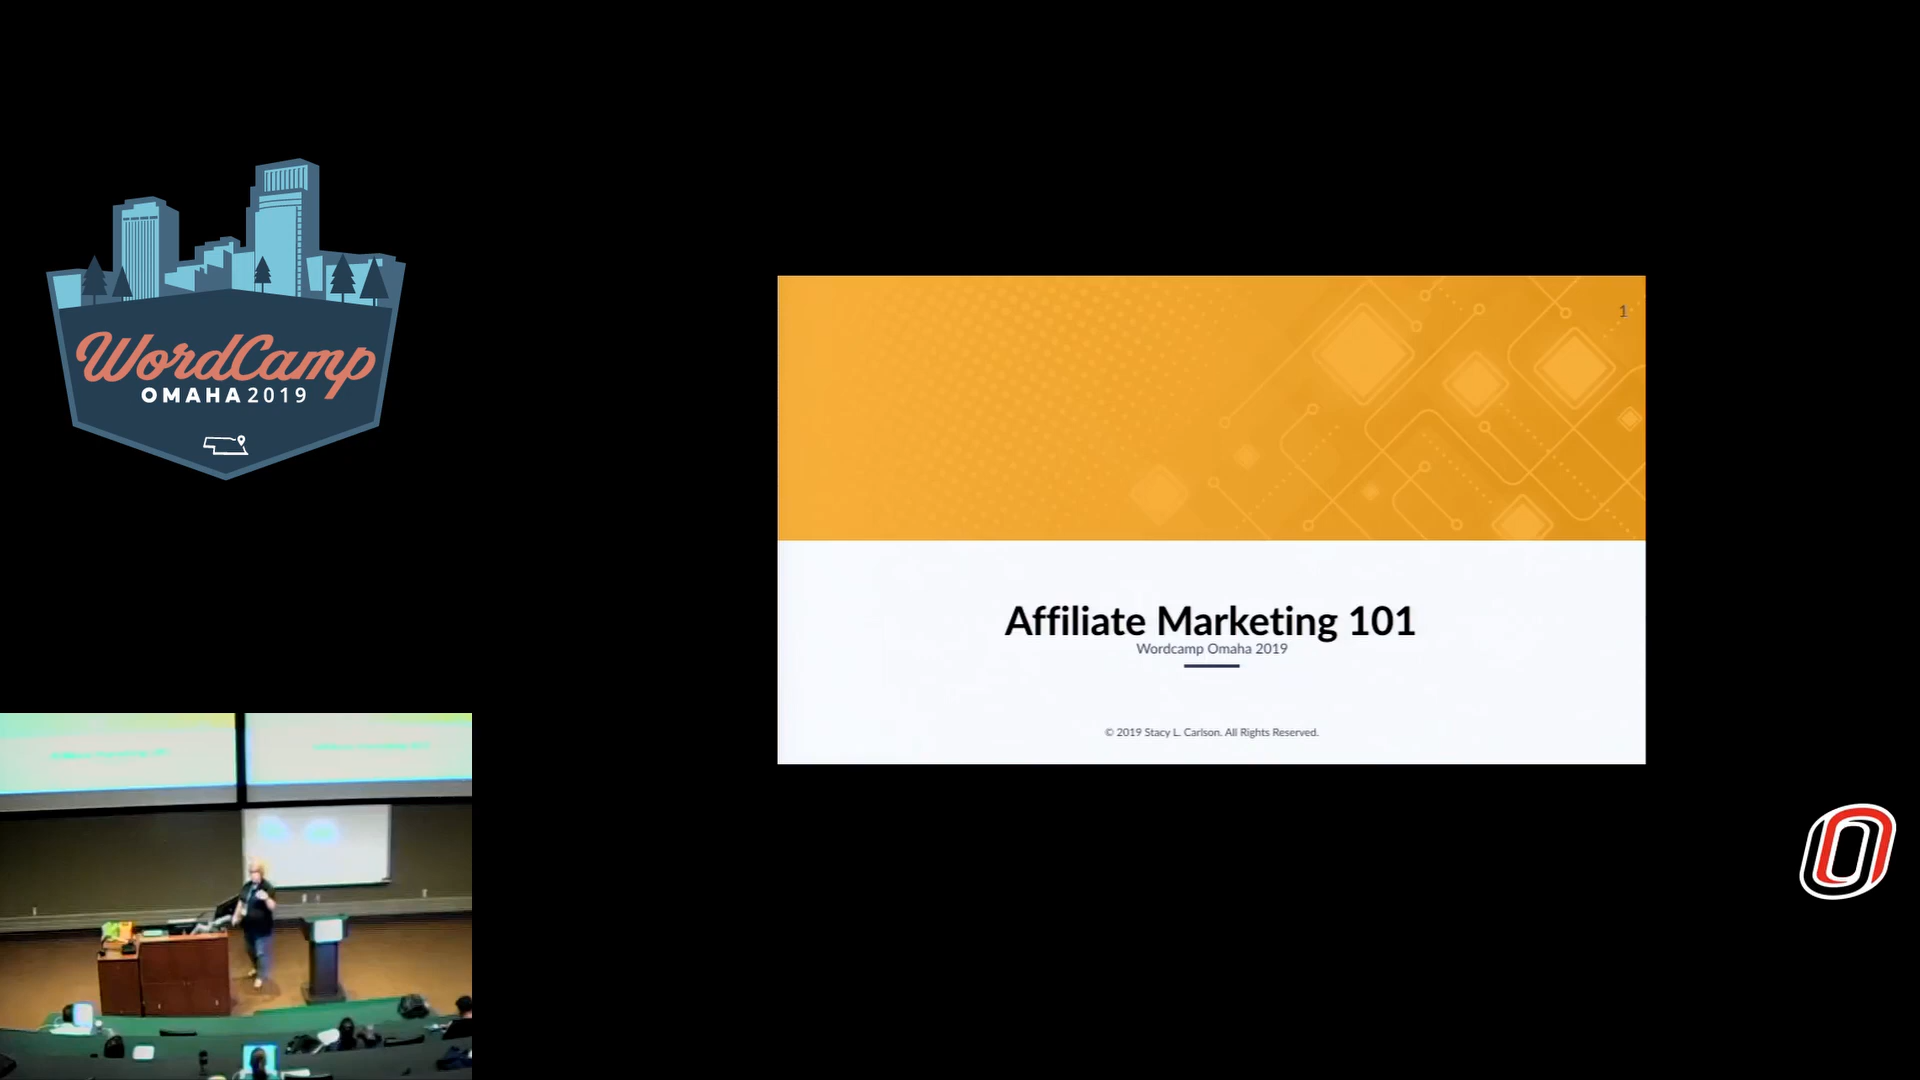 WordCamp
OMAHA 2019
1
Affiliate Marketing 101
Wordcamp Omaha 2019
© 2019 Stacy L. Carlson. All Rights Reserved.
O